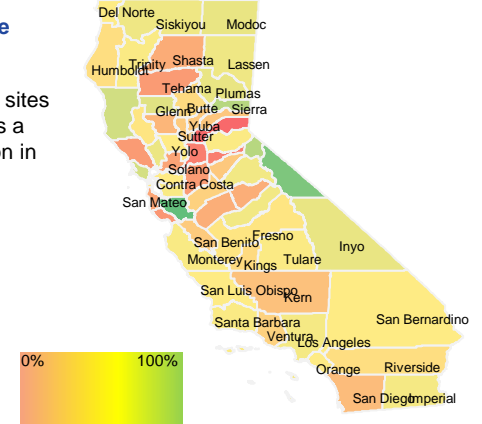 e
sites
s a
on in
Del Norte
Siskiyou
Modoc
Humboldt
Trinity
Shasta
Lassen
Tehama
Plumas
Glenn
Butte
Sierra
Yuba
Sutter
Yolo
Solano
Contra Costa
San Mateo
San Benito
Fresno
Inyo
Monterey
Kings
Tulare
San Luis Obispo
Kern
Santa Barbara
San Bernardino
Ventura
Los Angeles
Orange
Riverside
San Diego
Imperial
0%
100%